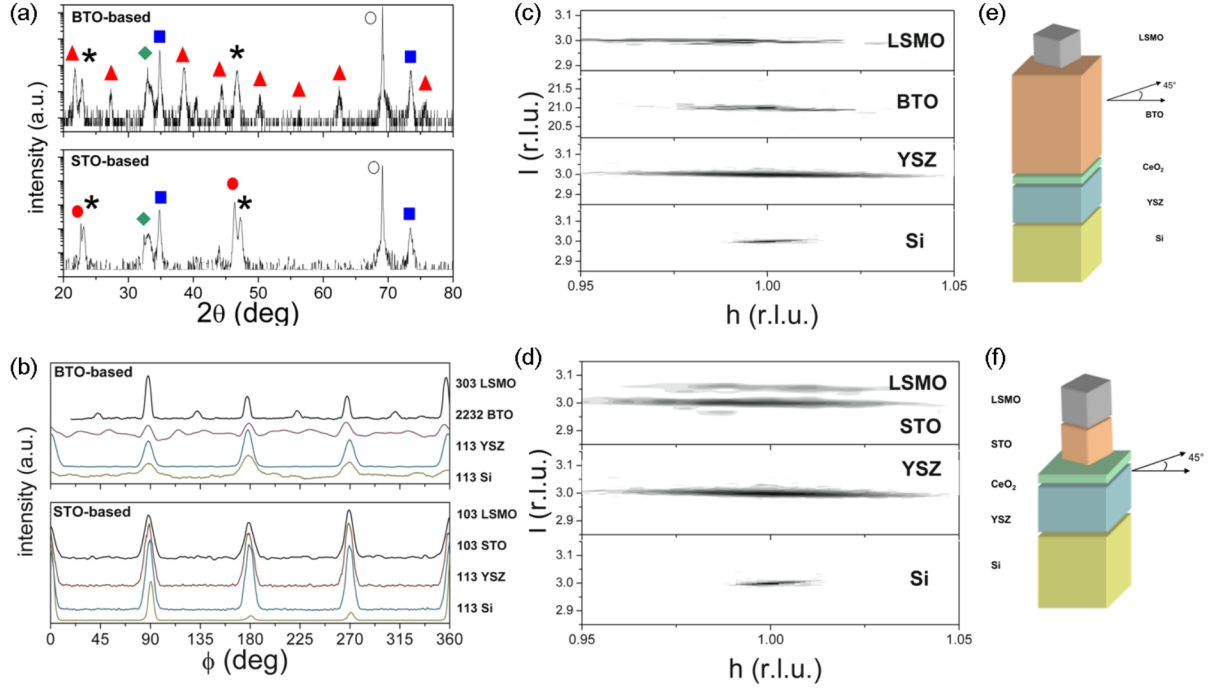 (a)
BTO-based
STO-based
intensity (a.u.)
20 30 40 50 60 70 80
2θ (deg)
(b)
BTO-based
303 LSMO
2232 BTO
113 YSZ
113 Si
STO-based
103 LSMO
103 STO
113 YSZ
113 Si
intensity (a.u.)
0 45 90 135 180 225 270 315 360
ϕ (deg)
(c)
3.1
3.0
2.9
LSMO
21.5
21.0
20.5
BTO
3.1
3.0
2.9
YSZ
3.1
3.0
2.9
Si
l (r.l.u.)
0.95 1.00 1.05
h (r.l.u.)
(d)
3.1
3.0
2.9
LSMO
STO
3.1
3.0
2.9
YSZ
3.1
3.0
2.9
Si
l (r.l.u.)
0.95 1.00 1.05
h (r.l.u.)
(e)
LSMO
45°
BTO
CeO₂
YSZ
Si
(f)
LSMO
STO
45°
CeO₂
YSZ
Si